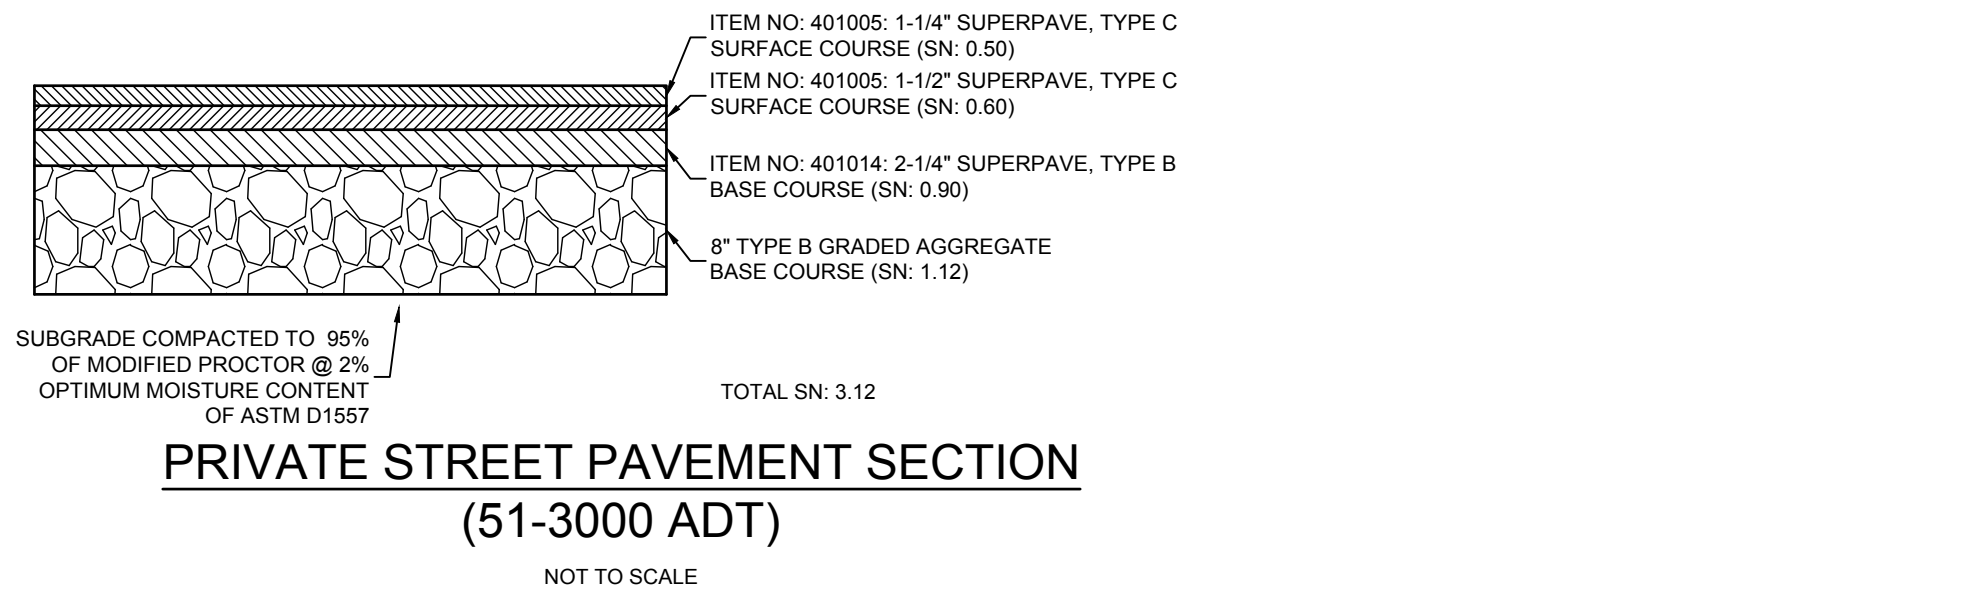 ITEM NO: 401005: 1-1/4" SUPERPAVE, TYPE C
SURFACE COURSE (SN: 0.50)
ITEM NO: 401005: 1-1/2" SUPERPAVE, TYPE C
SURFACE COURSE (SN: 0.60)
ITEM NO: 401014: 2-1/4" SUPERPAVE, TYPE B
BASE COURSE (SN: 0.90)
8" TYPE B GRADED AGGREGATE
BASE COURSE (SN: 1.12)
SUBGRADE COMPACTED TO  95%
OF MODIFIED PROCTOR @ 2%
OPTIMUM MOISTURE CONTENT
OF ASTM D1557
TOTAL SN: 3.12
PRIVATE STREET PAVEMENT SECTION
(51-3000 ADT)
NOT TO SCALE